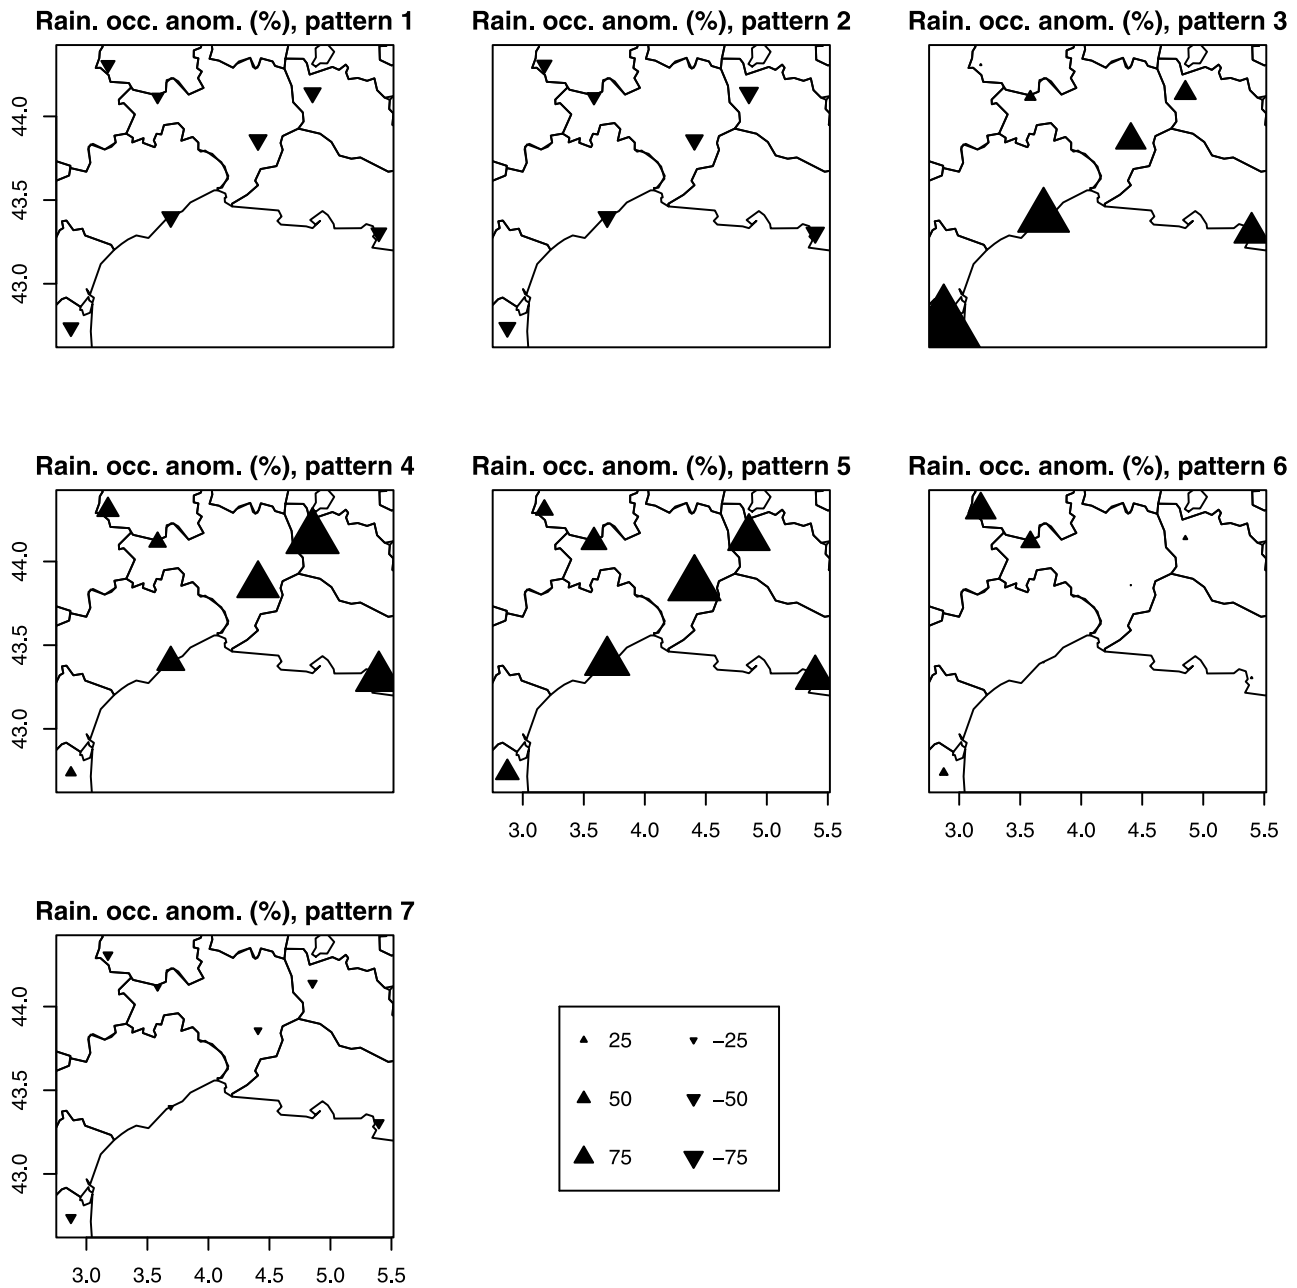 Rain. occ. anom. (%), pattern 1 Rain. occ. anom. (%), pattern 2 Rain. occ. anom. (%), pattern 3
44.0
43.5
43.0
Rain. occ. anom. (%), pattern 4 Rain. occ. anom. (%), pattern 5 Rain. occ. anom. (%), pattern 6
44.0
43.5
43.0
3.0 3.5 4.0 4.5 5.0 5.5 3.0 3.5 4.0 4.5 5.0 5.5
Rain. occ. anom. (%), pattern 7
44.0
43.5
43.0
3.0 3.5 4.0 4.5 5.0 5.5
25 −25
50 −50
75 −75